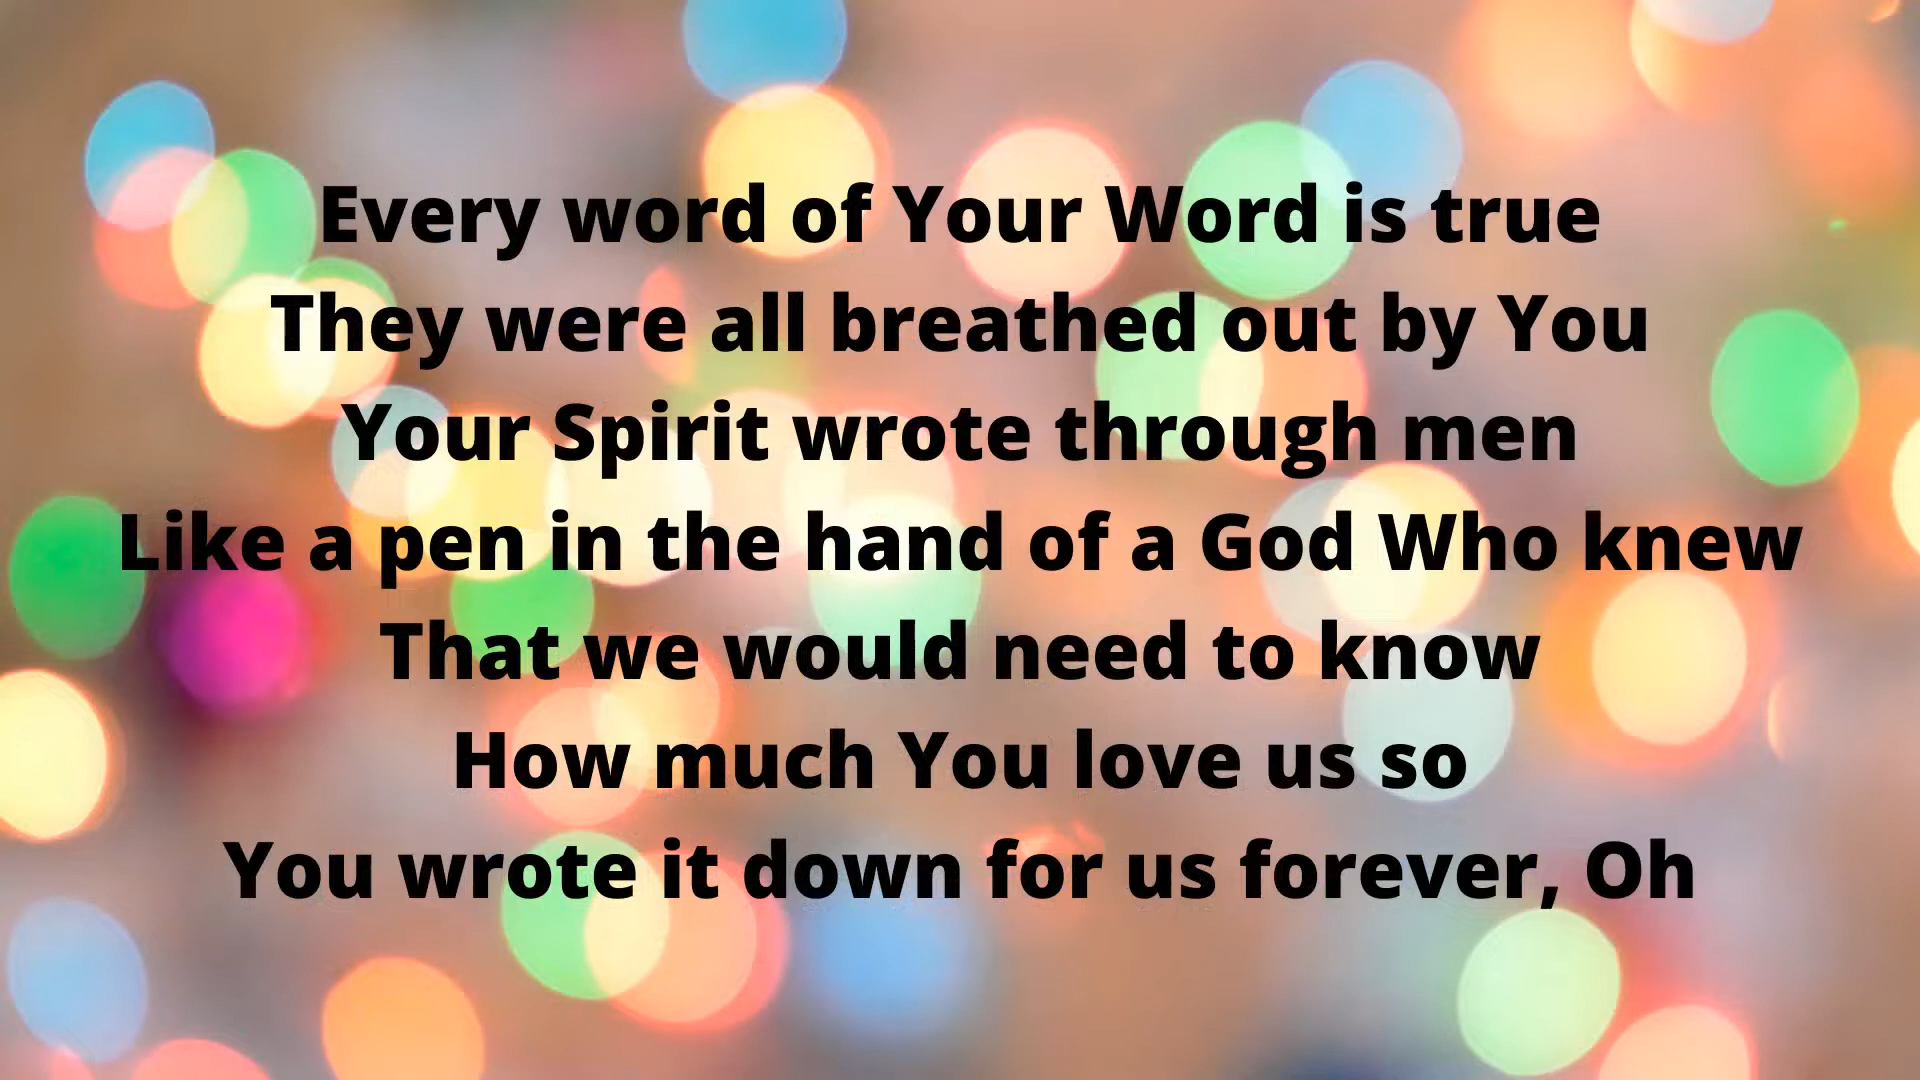 Every word of Your Word is true
They were all breathed out by You
Your Spirit wrote through men
Like a pen in the hand of a God Who knew
That we would need to know
How much You love us so
You wrote it down for us forever, Oh